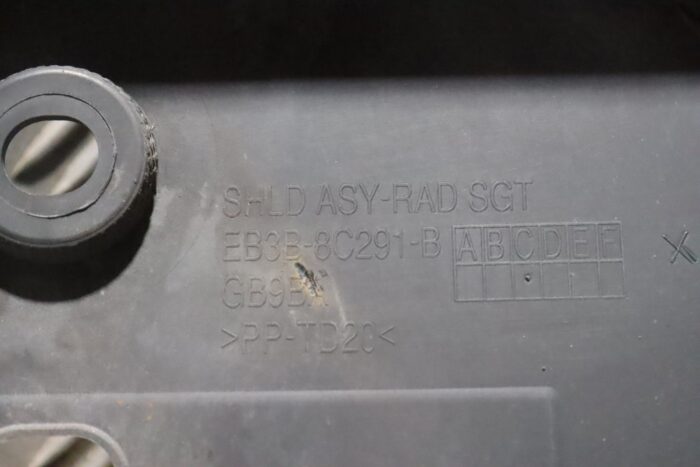 SHLD ASY-RAD SGT
EB3B-8C291-B ABCDEF
>PP-TD20<